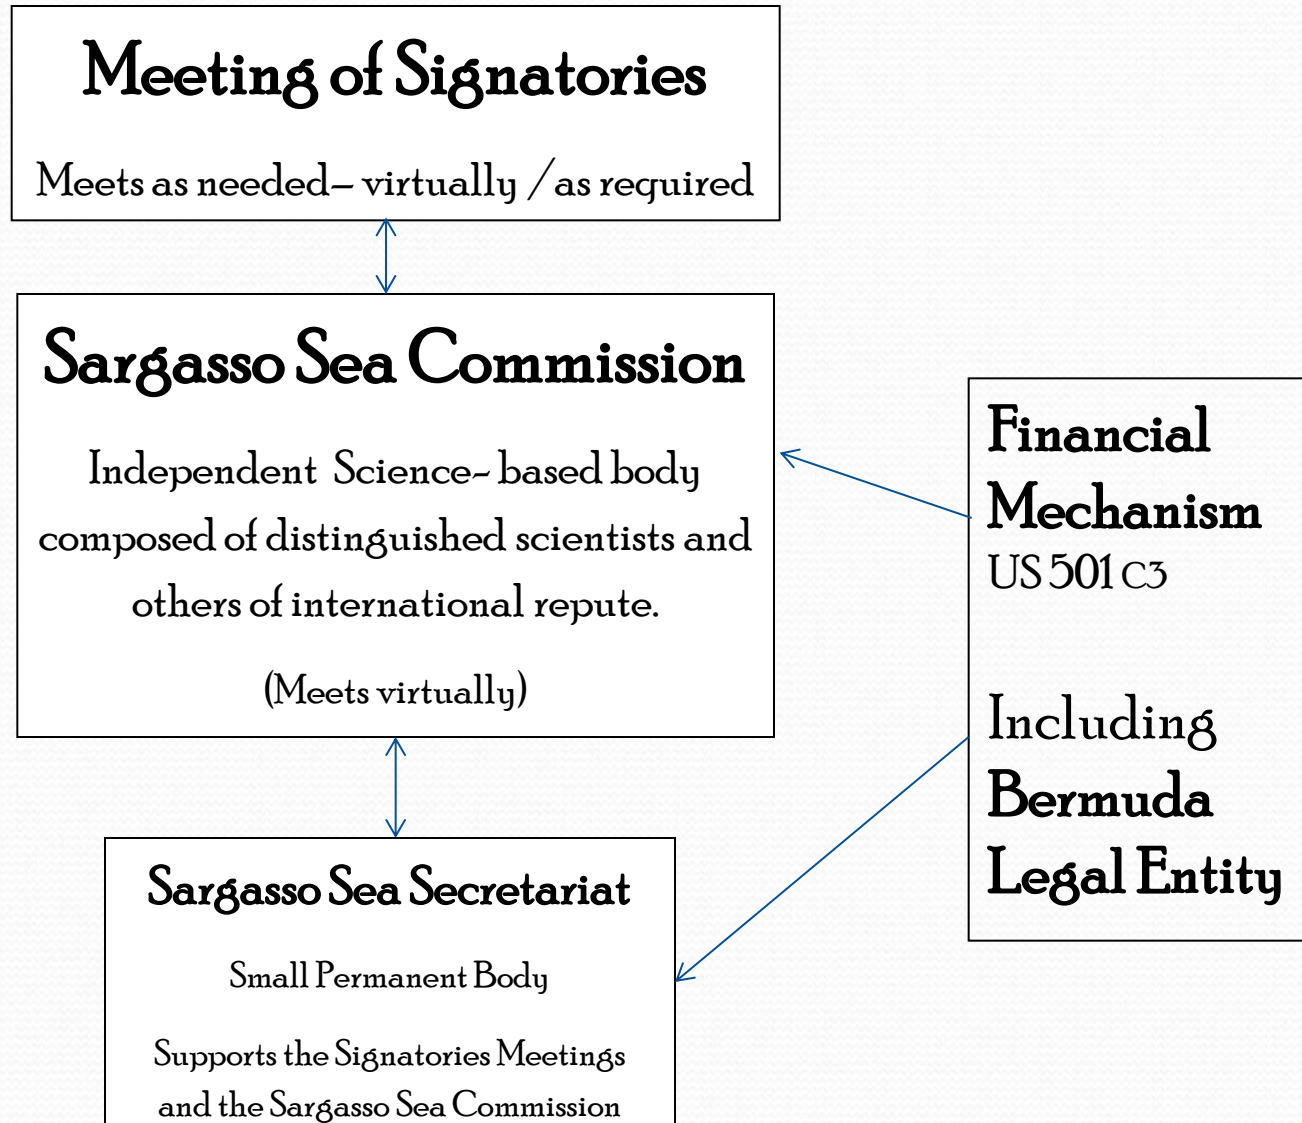 Meeting of Signatories
Meets as needed– virtually / as required
Sargasso Sea Commission
Independent Science- based body
composed of distinguished scientists and
others of international repute.
(Meets virtually)
Financial
Mechanism
US 501 C3
Including
Bermuda
Legal Entity
Sargasso Sea Secretariat
Small Permanent Body
Supports the Signatories Meetings
and the Sargasso Sea Commission